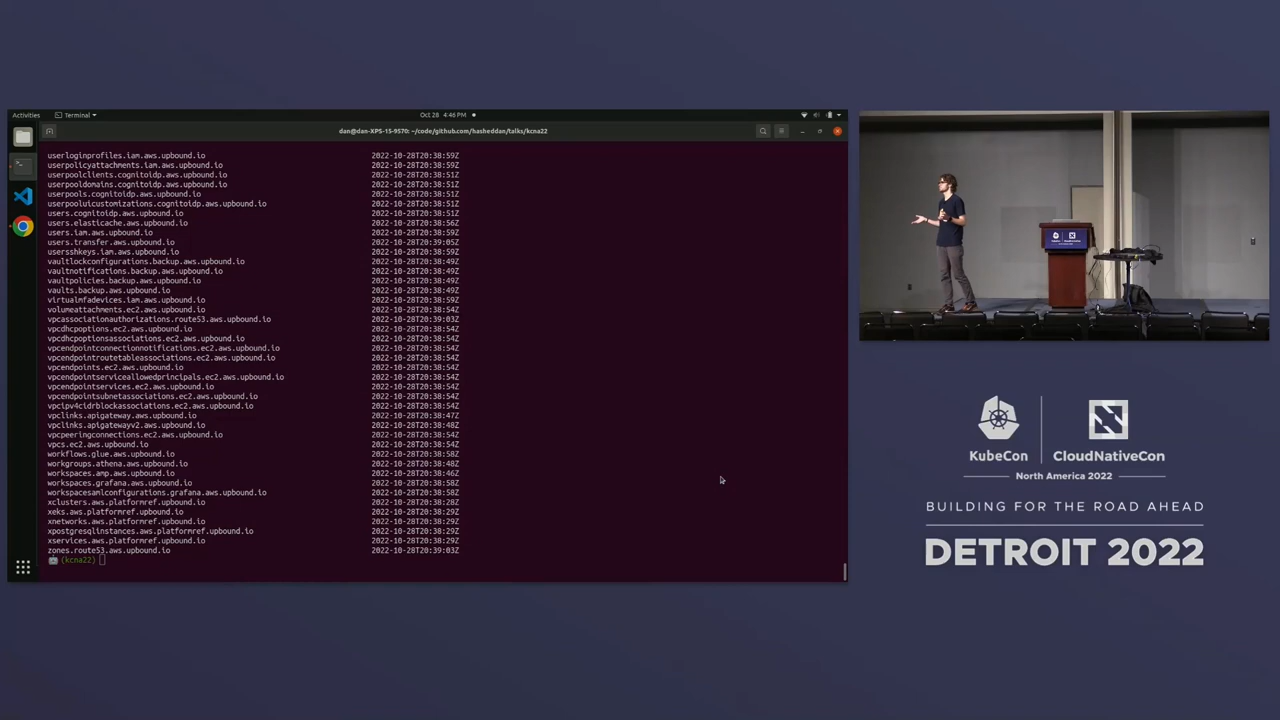 Activities Terminal Oct 28 4:46 PM
dan@dan-XPS-15-9570: ~/code/github.com/hasheddan/talks/kcna22
userloginprofiles.iam.aws.upbound.io 2022-10-28T20:38:59Z
userpolicyattachments.iam.aws.upbound.io 2022-10-28T20:38:59Z
userpoolclients.cognitoidp.aws.upbound.io 2022-10-28T20:38:51Z
userpooldomains.cognitoidp.aws.upbound.io 2022-10-28T20:38:51Z
userpools.cognitoidp.aws.upbound.io 2022-10-28T20:38:51Z
userpooluicustomizations.cognitoidp.aws.upbound.io 2022-10-28T20:38:51Z
users.cognitoidp.aws.upbound.io 2022-10-28T20:38:51Z
users.elasticache.aws.upbound.io 2022-10-28T20:38:56Z
users.iam.aws.upbound.io 2022-10-28T20:38:59Z
users.transfer.aws.upbound.io 2022-10-28T20:39:05Z
usersshkeys.iam.aws.upbound.io 2022-10-28T20:38:59Z
vaultlockconfigurations.backup.aws.upbound.io 2022-10-28T20:38:49Z
vaultnotifications.backup.aws.upbound.io 2022-10-28T20:38:49Z
vaultpolicies.backup.aws.upbound.io 2022-10-28T20:38:49Z
vaults.backup.aws.upbound.io 2022-10-28T20:38:49Z
virtualmfadevices.iam.aws.upbound.io 2022-10-28T20:38:59Z
volumeattachments.ec2.aws.upbound.io 2022-10-28T20:38:54Z
vpcassociationauthorizations.route53.aws.upbound.io 2022-10-28T20:39:03Z
vpcdhcpoptions.ec2.aws.upbound.io 2022-10-28T20:38:54Z
vpcdhcpoptionsassociations.ec2.aws.upbound.io 2022-10-28T20:38:54Z
vpcendpointconnectionnotifications.ec2.aws.upbound.io 2022-10-28T20:38:54Z
vpcendpointroutetableassociations.ec2.aws.upbound.io 2022-10-28T20:38:54Z
vpcendpoints.ec2.aws.upbound.io 2022-10-28T20:38:54Z
vpcendpointserviceallowedprincipals.ec2.aws.upbound.io 2022-10-28T20:38:54Z
vpcendpointservices.ec2.aws.upbound.io 2022-10-28T20:38:54Z
vpcendpointsubnetassociations.ec2.aws.upbound.io 2022-10-28T20:38:54Z
vpcipv4cidrblockassociations.ec2.aws.upbound.io 2022-10-28T20:38:54Z
vpclinks.apigateway.aws.upbound.io 2022-10-28T20:38:47Z
vpclinks.apigatewayv2.aws.upbound.io 2022-10-28T20:38:48Z
vpcpeeringconnections.ec2.aws.upbound.io 2022-10-28T20:38:54Z
vpcs.ec2.aws.upbound.io 2022-10-28T20:38:54Z
workflows.glue.aws.upbound.io 2022-10-28T20:38:58Z
workgroups.athena.aws.upbound.io 2022-10-28T20:38:48Z
workspaces.amp.aws.upbound.io 2022-10-28T20:38:46Z
workspaces.grafana.aws.upbound.io 2022-10-28T20:38:58Z
workspacesamlconfigurations.grafana.aws.upbound.io 2022-10-28T20:38:58Z
xclusters.aws.platformref.upbound.io 2022-10-28T20:38:28Z
xeks.aws.platformref.upbound.io 2022-10-28T20:38:29Z
xnetworks.aws.platformref.upbound.io 2022-10-28T20:38:29Z
xpostgresqlinstances.aws.platformref.upbound.io 2022-10-28T20:38:29Z
xservices.aws.platformref.upbound.io 2022-10-28T20:38:29Z
zones.route53.aws.upbound.io 2022-10-28T20:39:03Z
(kcna22)
KubeCon CloudNativeCon
North America 2022
BUILDING FOR THE ROAD AHEAD
DETROIT 2022